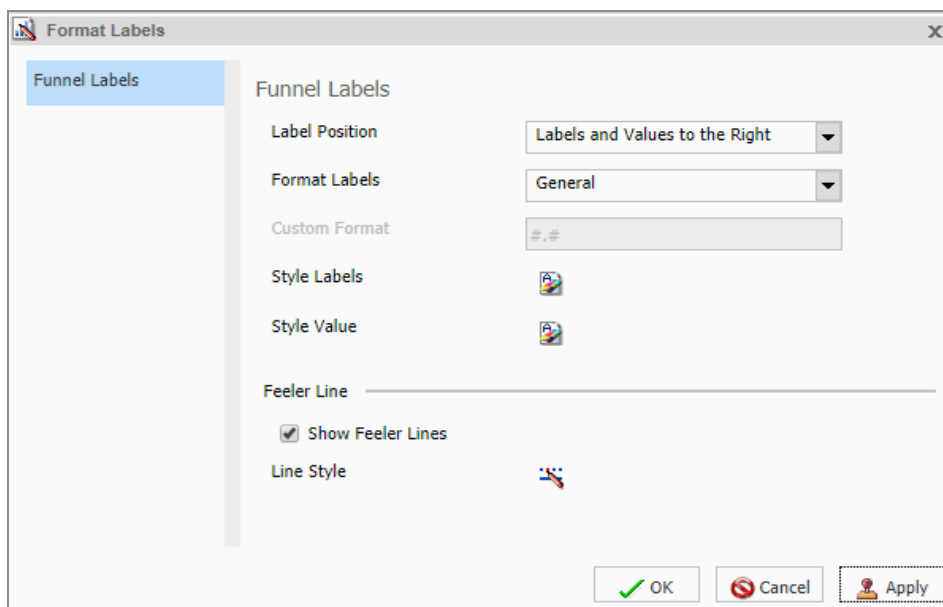 Format Labels
x
Funnel Labels
Funnel Labels
Label Position
Labels and Values to the Right
Format Labels
General
Custom Format
#.#
Style Labels
Style Value
Feeler Line
Show Feeler Lines
Line Style
OK
Cancel
Apply